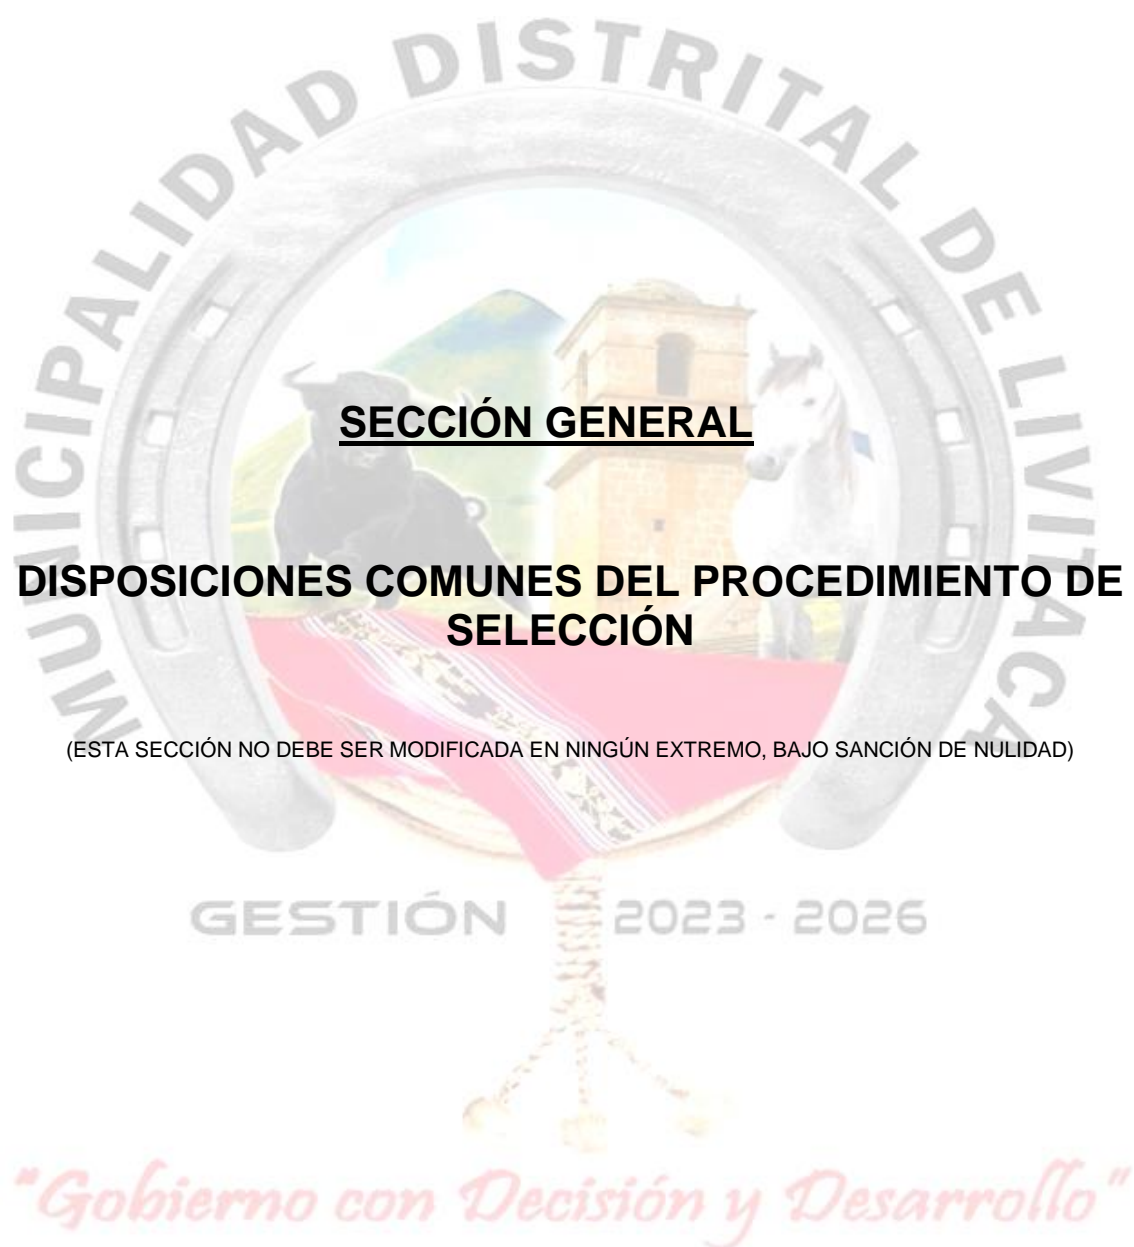 MUNICIPALIDAD DISTRITAL DE LIVITACA
SECCIÓN GENERAL
DISPOSICIONES COMUNES DEL PROCEDIMIENTO DE
SELECCIÓN
(ESTA SECCIÓN NO DEBE SER MODIFICADA EN NINGÚN EXTREMO, BAJO SANCIÓN DE NULIDAD)
GESTIÓN 2023 - 2026
"Gobierno con Decisión y Desarrollo"